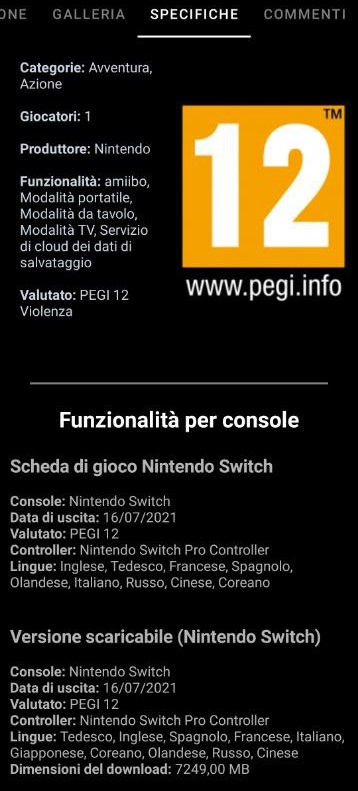 ONE GALLERIA SPECIFICHE COMMENTI
Categorie: Avventura,
Azione
Giocatori: 1
Produttore: Nintendo
Funzionalità: amiibo,
Modalità portatile,
Modalità da tavolo,
Modalità TV, Servizio
di cloud dei dati di
salvataggio
Valutato: PEGI 12
Violenza
TM
12
www.pegi.info
Funzionalità per console
Scheda di gioco Nintendo Switch
Console: Nintendo Switch
Data di uscita: 16/07/2021
Valutato: PEGI 12
Controller: Nintendo Switch Pro Controller
Lingue: Inglese, Tedesco, Francese, Spagnolo,
Olandese, Italiano, Russo, Cinese, Coreano
Versione scaricabile (Nintendo Switch)
Console: Nintendo Switch
Data di uscita: 16/07/2021
Valutato: PEGI 12
Controller: Nintendo Switch Pro Controller
Lingue: Tedesco, Inglese, Spagnolo, Francese, Italiano,
Giapponese, Coreano, Olandese, Russo, Cinese
Dimensioni del download: 7249,00 MB